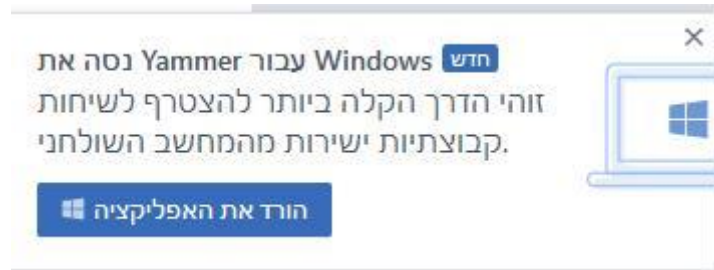 חדש נסה את Yammer עבור Windows
זוהי הדרך הקלה ביותר להצטרף לשיחות
קבוצתיות ישירות מהמחשב השולחני.
הורד את האפליקציה